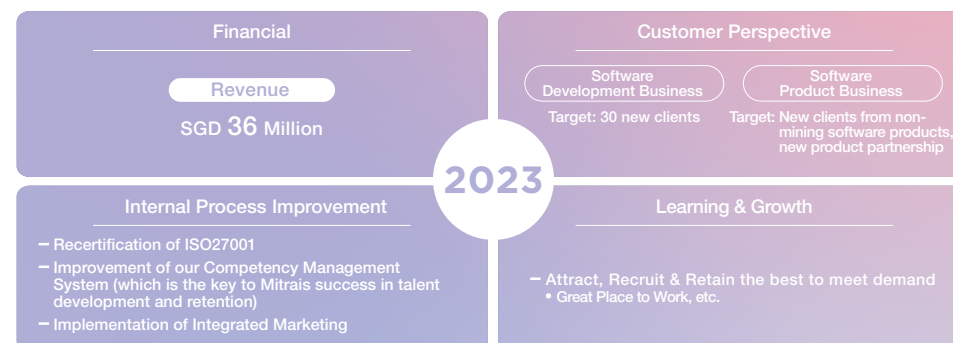 Financial
Revenue
SGD 36 Million
Customer Perspective
Software
Development Business
Target: 30 new clients
Software
Product Business
Target: New clients from non-
mining software products,
new product partnership
2023
Internal Process Improvement
– Recertification of ISO27001
– Improvement of our Competency Management
System (which is the key to Mitrais success in talent
development and retention)
– Implementation of Integrated Marketing
Learning & Growth
– Attract, Recruit & Retain the best to meet demand
• Great Place to Work, etc.